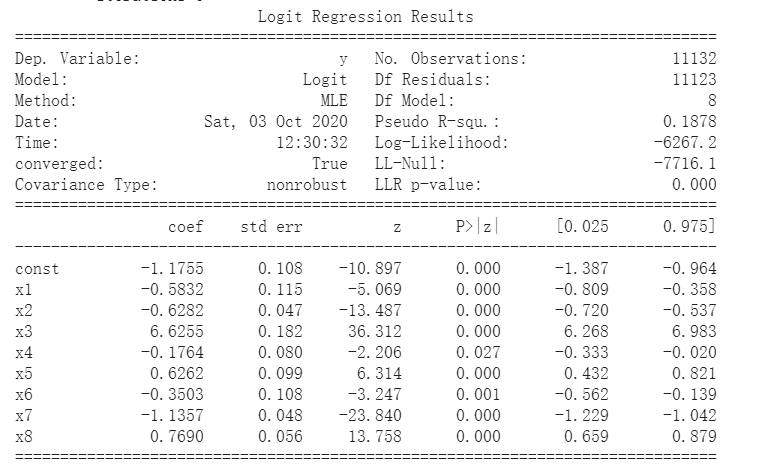 Logit Regression Results
==============================================================================
Dep. Variable: y No. Observations: 11132
Model: Logit Df Residuals: 11123
Method: MLE Df Model: 8
Date: Sat, 03 Oct 2020 Pseudo R-squ.: 0.1878
Time: 12:30:32 Log-Likelihood: -6267.2
converged: True LL-Null: -7716.1
Covariance Type: nonrobust LLR p-value: 0.000
==============================================================================
coef std err z P>|z| [0.025 0.975]
------------------------------------------------------------------------------
const -1.1755 0.108 -10.897 0.000 -1.387 -0.964
x1 -0.5832 0.115 -5.069 0.000 -0.809 -0.358
x2 -0.6282 0.047 -13.487 0.000 -0.720 -0.537
x3 6.6255 0.182 36.312 0.000 6.268 6.983
x4 -0.1764 0.080 -2.206 0.027 -0.333 -0.020
x5 0.6262 0.099 6.314 0.000 0.432 0.821
x6 -0.3503 0.108 -3.247 0.001 -0.562 -0.139
x7 -1.1357 0.048 -23.840 0.000 -1.229 -1.042
x8 0.7690 0.056 13.758 0.000 0.659 0.879
==============================================================================